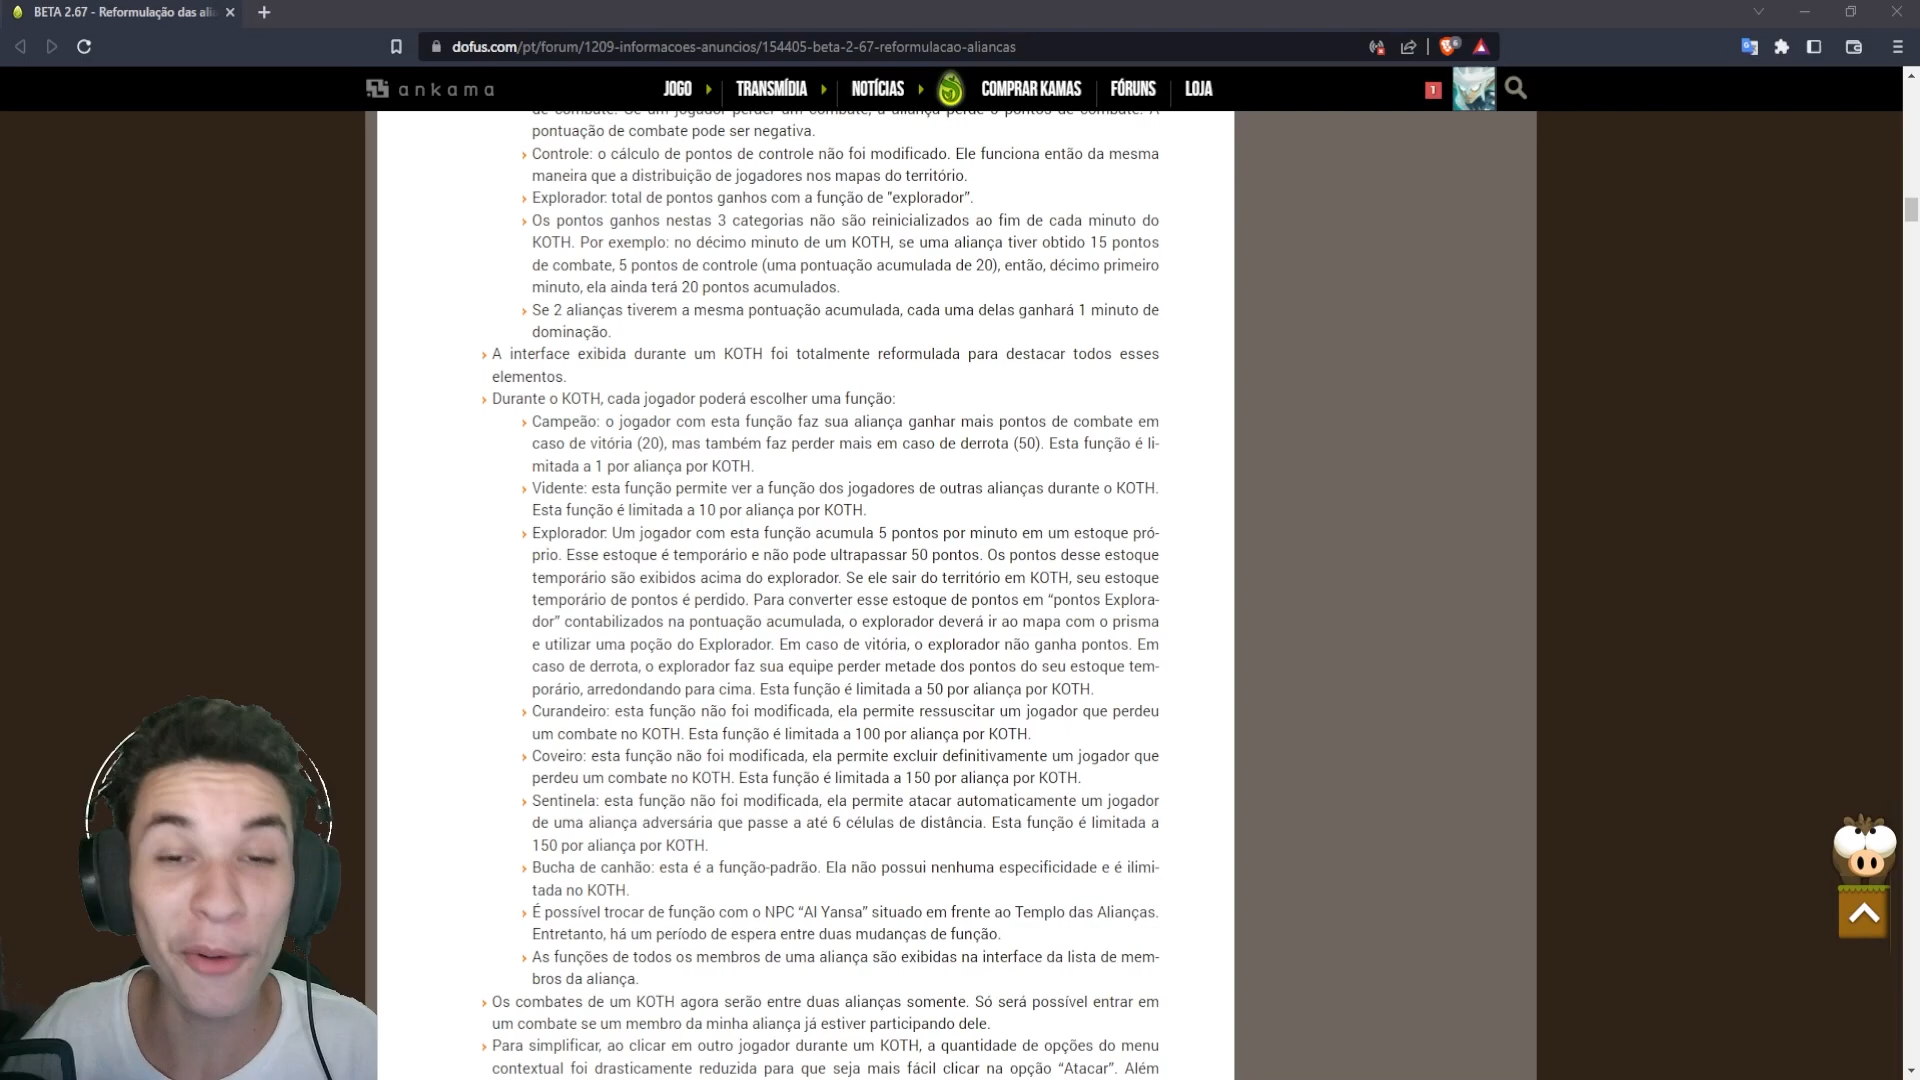 BETA 2.67 - Reformulação das alia
dofus.com/pt/forum/1209-informacoes-anuncios/154405-beta-2-67-reformulacao-aliancas
ankama
JOGO TRANSMÍDIA NOTÍCIAS COMPRAR KAMAS FÓRUNS LOJA
1
de combate. Se um jogador perder um combate, a aliança perde 5 pontos de combate. A
pontuação de combate pode ser negativa.
Controle: o cálculo de pontos de controle não foi modificado. Ele funciona então da mesma
maneira que a distribuição de jogadores nos mapas do território.
Explorador: total de pontos ganhos com a função de "explorador".
Os pontos ganhos nestas 3 categorias não são reinicializados ao fim de cada minuto do
KOTH. Por exemplo: no décimo minuto de um KOTH, se uma aliança tiver obtido 15 pontos
de combate, 5 pontos de controle (uma pontuação acumulada de 20), então, décimo primeiro
minuto, ela ainda terá 20 pontos acumulados.
Se 2 alianças tiverem a mesma pontuação acumulada, cada uma delas ganhará 1 minuto de
dominação.
A interface exibida durante um KOTH foi totalmente reformulada para destacar todos esses
elementos.
Durante o KOTH, cada jogador poderá escolher uma função:
Campeão: o jogador com esta função faz sua aliança ganhar mais pontos de combate em
caso de vitória (20), mas também faz perder mais em caso de derrota (50). Esta função é li-
mitada a 1 por aliança por KOTH.
Vidente: esta função permite ver a função dos jogadores de outras alianças durante o KOTH.
Esta função é limitada a 10 por aliança por KOTH.
Explorador: Um jogador com esta função acumula 5 pontos por minuto em um estoque pró-
prio. Esse estoque é temporário e não pode ultrapassar 50 pontos. Os pontos desse estoque
temporário são exibidos acima do explorador. Se ele sair do território em KOTH, seu estoque
temporário de pontos é perdido. Para converter esse estoque de pontos em “pontos Explora-
dor” contabilizados na pontuação acumulada, o explorador deverá ir ao mapa com o prisma
e utilizar uma poção do Explorador. Em caso de vitória, o explorador não ganha pontos. Em
caso de derrota, o explorador faz sua equipe perder metade dos pontos do seu estoque tem-
porário, arredondando para cima. Esta função é limitada a 50 por aliança por KOTH.
Curandeiro: esta função não foi modificada, ela permite ressuscitar um jogador que perdeu
um combate no KOTH. Esta função é limitada a 100 por aliança por KOTH.
Coveiro: esta função não foi modificada, ela permite excluir definitivamente um jogador que
perdeu um combate no KOTH. Esta função é limitada a 150 por aliança por KOTH.
Sentinela: esta função não foi modificada, ela permite atacar automaticamente um jogador
de uma aliança adversária que passe a até 6 células de distância. Esta função é limitada a
150 por aliança por KOTH.
Bucha de canhão: esta é a função-padrão. Ela não possui nenhuma especificidade e é ilimi-
tada no KOTH.
É possível trocar de função com o NPC “Al Yansa” situado em frente ao Templo das Alianças.
Entretanto, há um período de espera entre duas mudanças de função.
As funções de todos os membros de uma aliança são exibidas na interface da lista de mem-
bros da aliança.
Os combates de um KOTH agora serão entre duas alianças somente. Só será possível entrar em
um combate se um membro da minha aliança já estiver participando dele.
Para simplificar, ao clicar em outro jogador durante um KOTH, a quantidade de opções do menu
contextual foi drasticamente reduzida para que seja mais fácil clicar na opção “Atacar”. Além